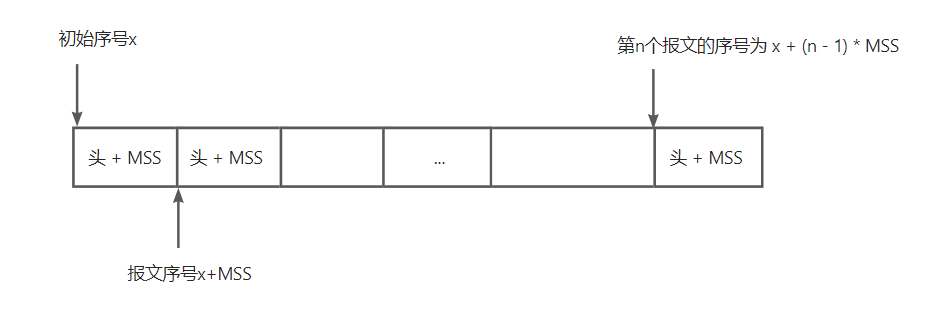 初始序号x
第n个报文的序号为 x + (n - 1) * MSS
头 + MSS
头 + MSS
...
头 + MSS
报文序号x+MSS